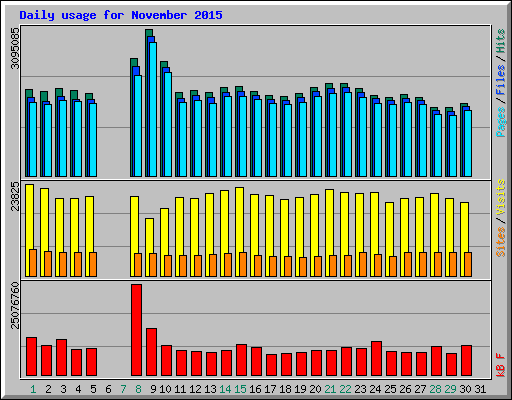 Daily usage for November 2015
3095085
Pages / Files / Hits
23825
Sites / Visits
25076760
kB F
1 2 3 4 5 6 7 8 9 10 11 12 13 14 15 16 17 18 19 20 21 22 23 24 25 26 27 28 29 30 31